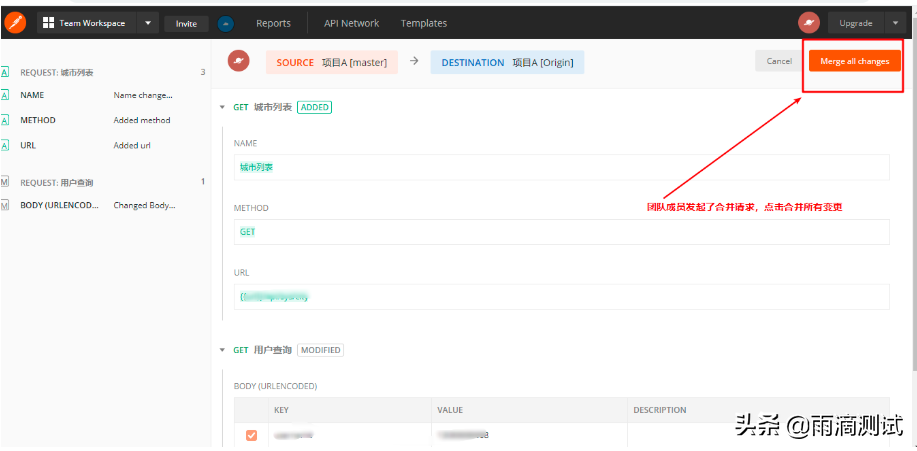 Team Workspace Invite Reports API Network Templates Upgrade
SOURCE 项目A [master] → DESTINATION 项目A [Origin] Cancel Merge all changes
REQUEST: 城市列表 3
NAME Name change...
METHOD Added method
URL Added url
REQUEST: 用户查询 1
BODY (URLENCOD... Changed Body...
GET 城市列表 ADDED
NAME
城市列表
METHOD
GET
URL
团队成员发起了合并请求，点击合并所有变更
GET 用户查询 MODIFIED
BODY (URLENCODED)
KEY VALUE DESCRIPTION
头条 @雨滴测试